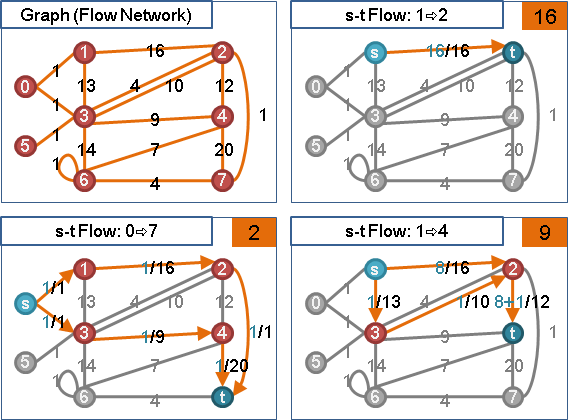 Graph (Flow Network)
1 16 2
0 1 13 4 10 12
1 3 9 4 1
5 1 14 7 20
1 6 4 7
s-t Flow: 1⇨2 16
s 16/16 t
0 1 13 4 10 12
1 3 9 4 1
5 1 14 7 20
1 6 4 7
s-t Flow: 0⇨7 2
1 1/16 2
s 1/1 13 4 10 12
1/1 3 1/9 4 1/1
5 1 14 7 1/20
1 6 4 t
s-t Flow: 1⇨4 9
s 8/16 2
0 1 1/13 4 1/10 8+1/12
1 3 9 t 1
5 1 14 7 20
1 6 4 7